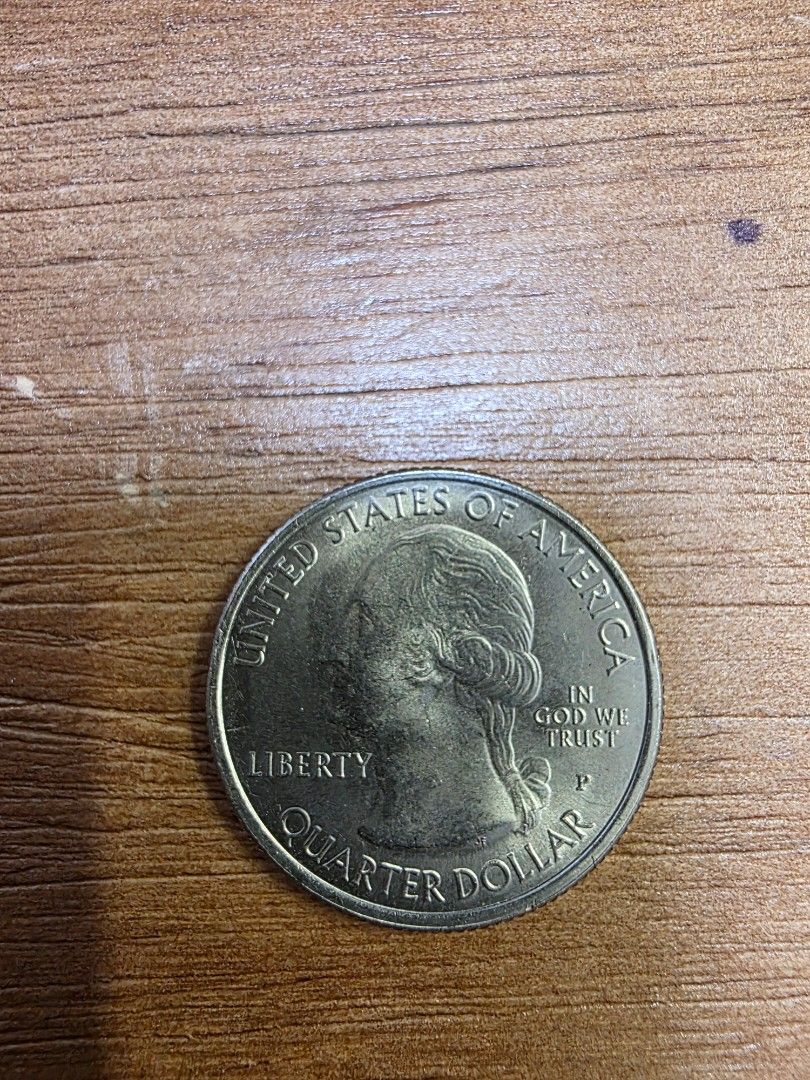 UNITED STATES OF AMERICA
LIBERTY
IN
GOD WE
TRUST
P
QUARTER DOLLAR